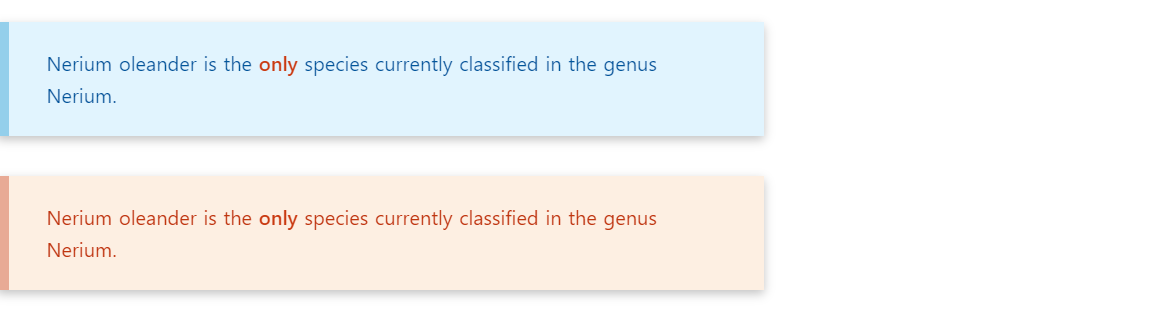 Nerium oleander is the only species currently classified in the genus
Nerium.
Nerium oleander is the only species currently classified in the genus
Nerium.